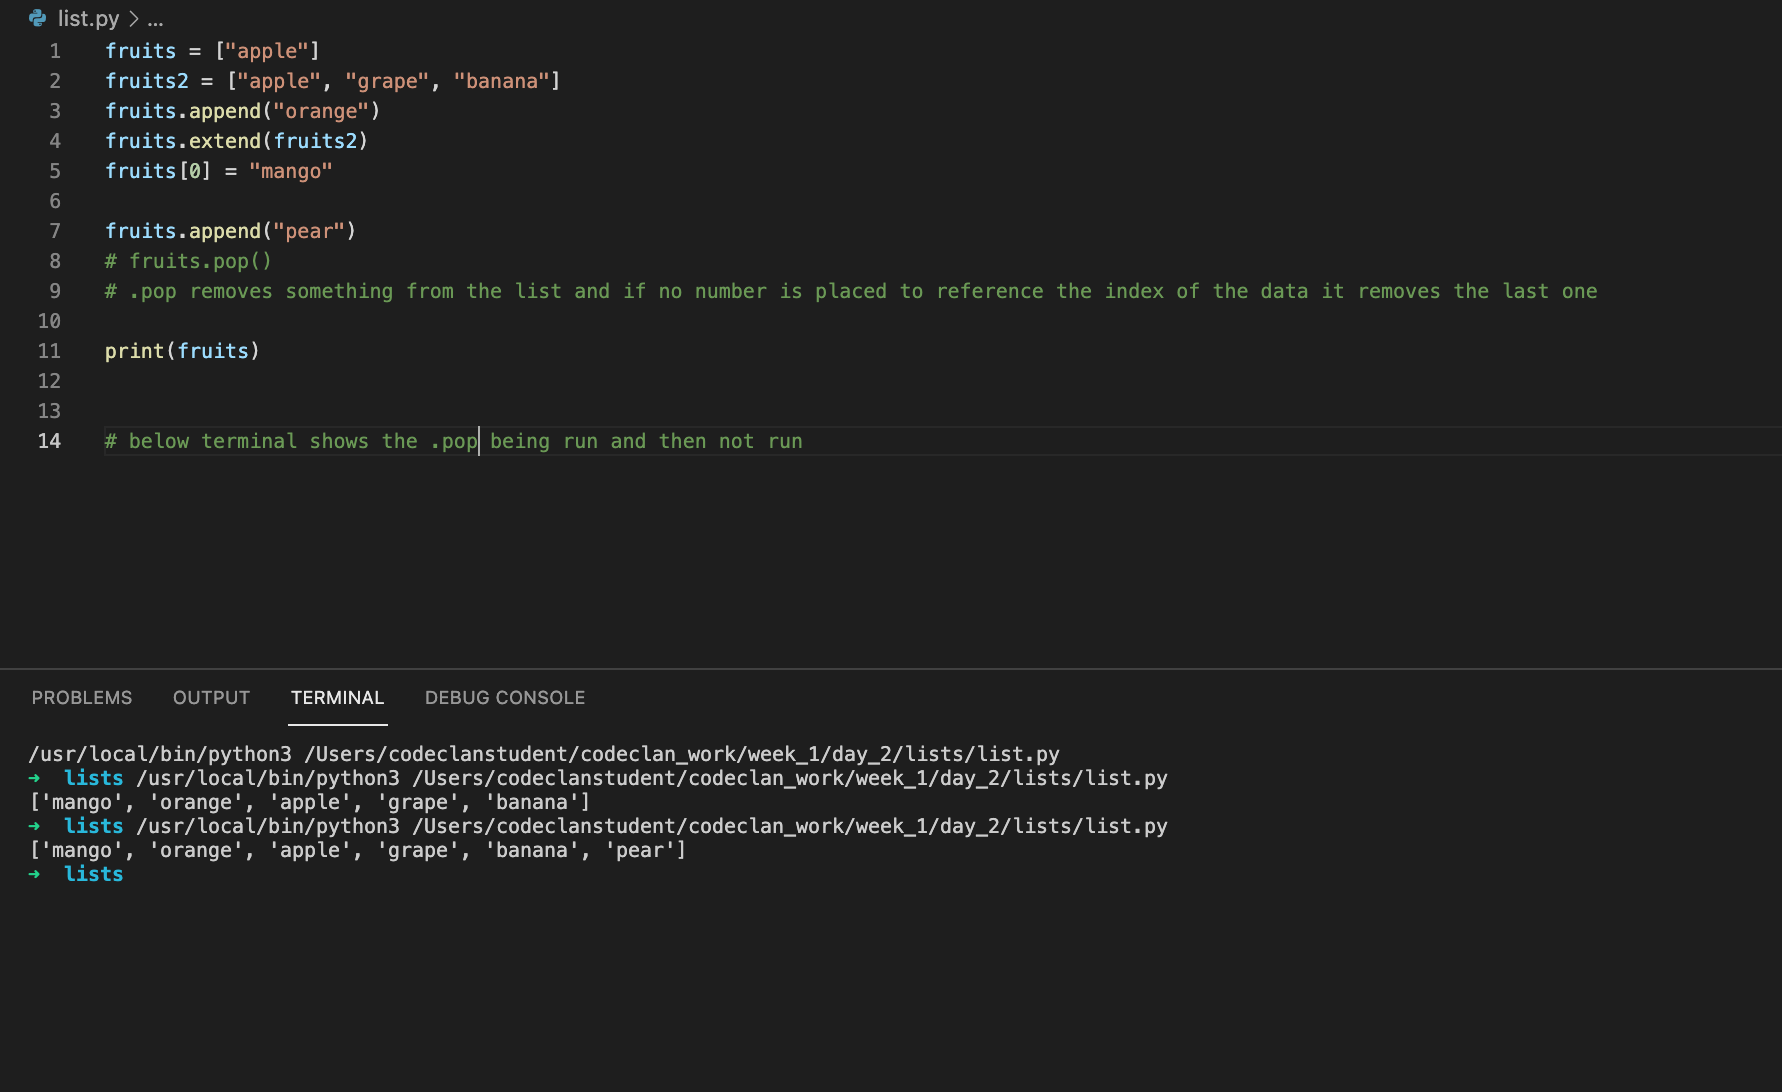 list.py > ...
1 fruits = ["apple"]
2 fruits2 = ["apple", "grape", "banana"]
3 fruits.append("orange")
4 fruits.extend(fruits2)
5 fruits[0] = "mango"
6
7 fruits.append("pear")
8 # fruits.pop()
9 # .pop removes something from the list and if no number is placed to reference the index of the data it removes the last one
10
11 print(fruits)
12
13
14 # below terminal shows the .pop being run and then not run
PROBLEMS OUTPUT TERMINAL DEBUG CONSOLE
/usr/local/bin/python3 /Users/codeclanstudent/codeclan_work/week_1/day_2/lists/list.py
→ lists /usr/local/bin/python3 /Users/codeclanstudent/codeclan_work/week_1/day_2/lists/list.py
['mango', 'orange', 'apple', 'grape', 'banana']
→ lists /usr/local/bin/python3 /Users/codeclanstudent/codeclan_work/week_1/day_2/lists/list.py
['mango', 'orange', 'apple', 'grape', 'banana', 'pear']
→ lists